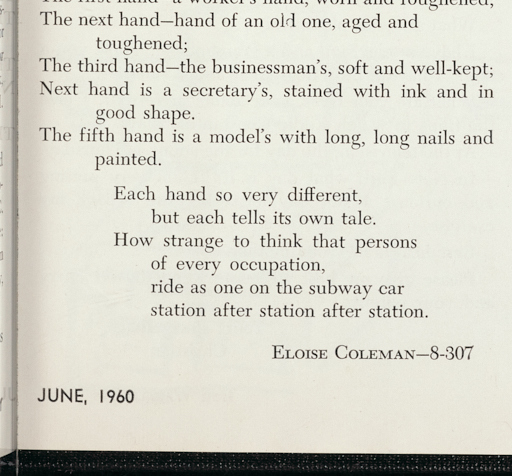 The first hand—a worker's hand, worn and roughened;
The next hand—hand of an old one, aged and
toughened;
The third hand—the businessman's, soft and well-kept;
Next hand is a secretary's, stained with ink and in
good shape.
The fifth hand is a model's with long, long nails and
painted.
Each hand so very different,
but each tells its own tale.
How strange to think that persons
of every occupation,
ride as one on the subway car
station after station after station.
ELOISE COLEMAN—8-307
JUNE, 1960